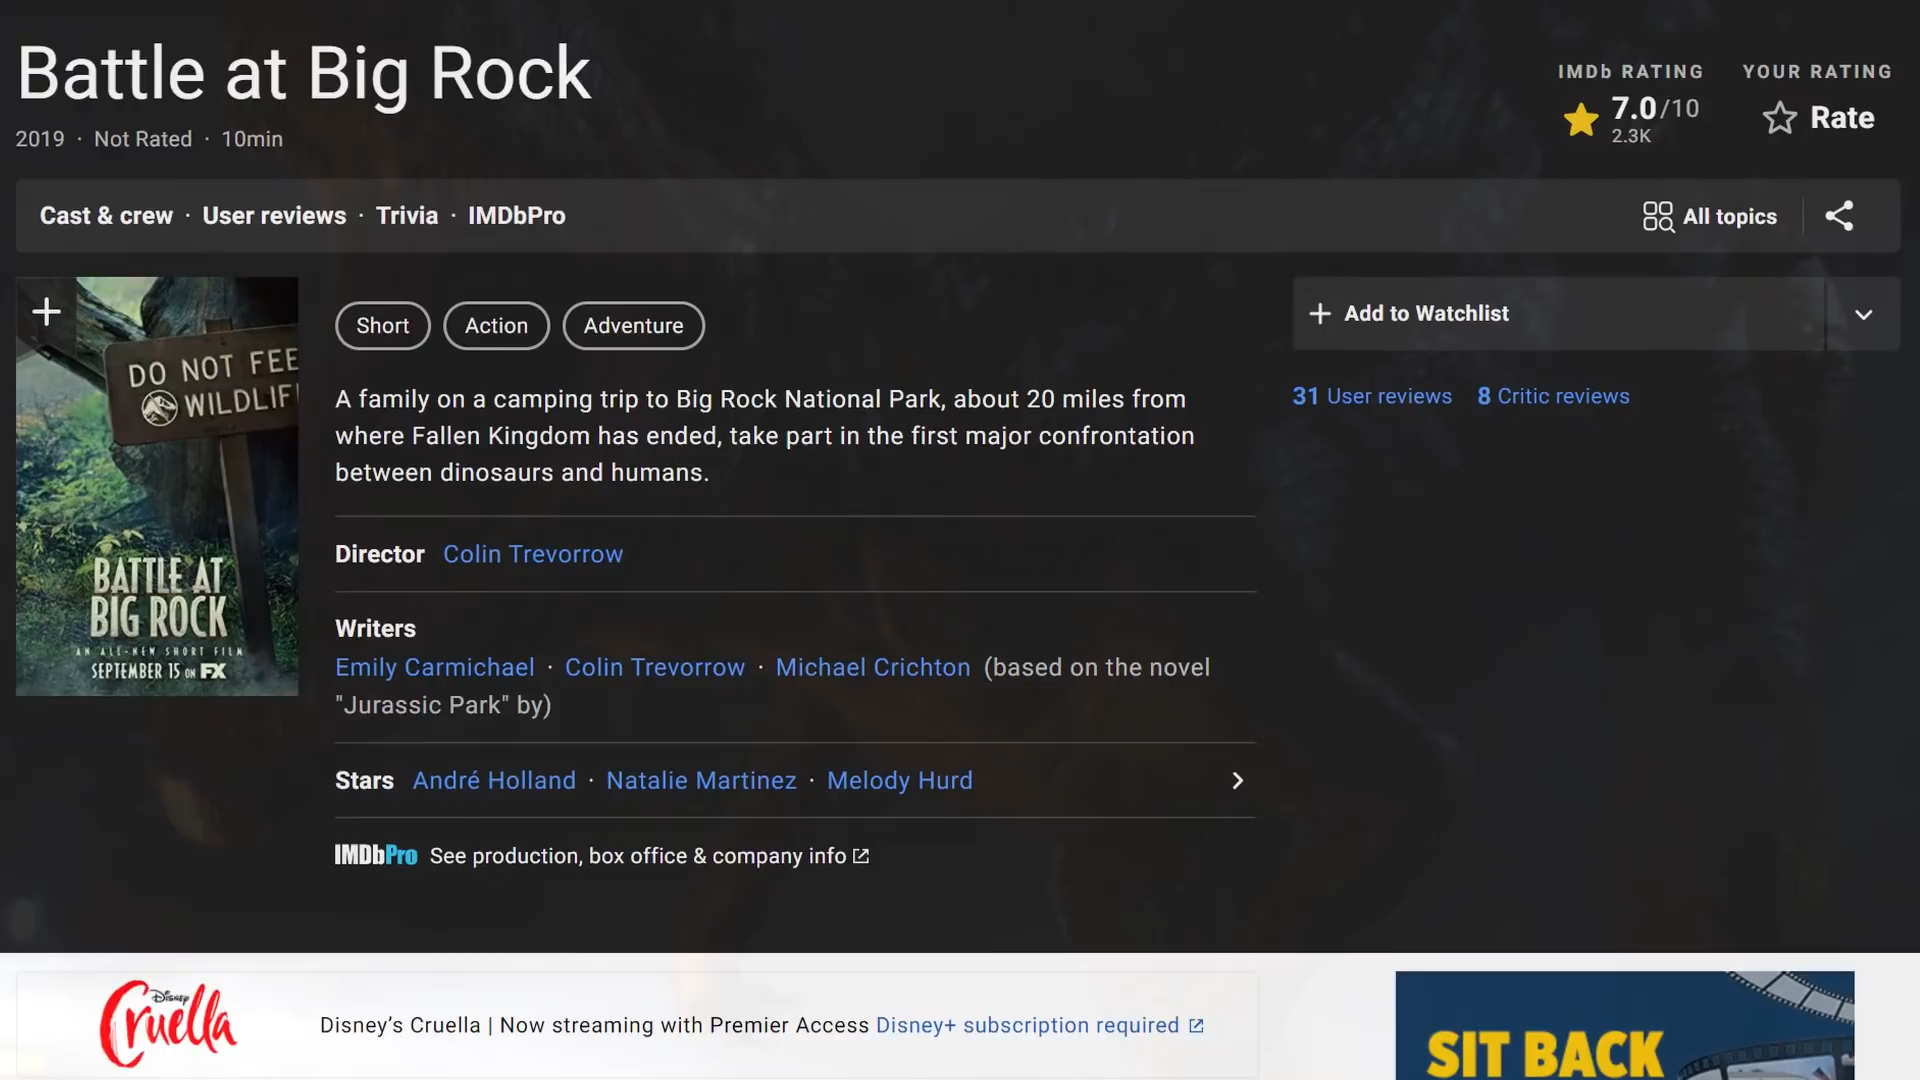 Battle at Big Rock
IMDb RATING
YOUR RATING
7.0/10
2.3K
Rate
2019 · Not Rated · 10min
Cast & crew · User reviews · Trivia · IMDbPro
All topics
DO NOT FEE
WILDLIF
BATTLE AT
BIG ROCK
AN ALL-NEW SHORT FILM
SEPTEMBER 15 ON FX
Short
Action
Adventure
Add to Watchlist
31 User reviews 8 Critic reviews
A family on a camping trip to Big Rock National Park, about 20 miles from
where Fallen Kingdom has ended, take part in the first major confrontation
between dinosaurs and humans.
Director Colin Trevorrow
Writers
Emily Carmichael · Colin Trevorrow · Michael Crichton (based on the novel
"Jurassic Park" by)
Stars André Holland · Natalie Martinez · Melody Hurd
IMDbPro See production, box office & company info
Disney
Cruella
Disney’s Cruella | Now streaming with Premier Access Disney+ subscription required
SIT BACK